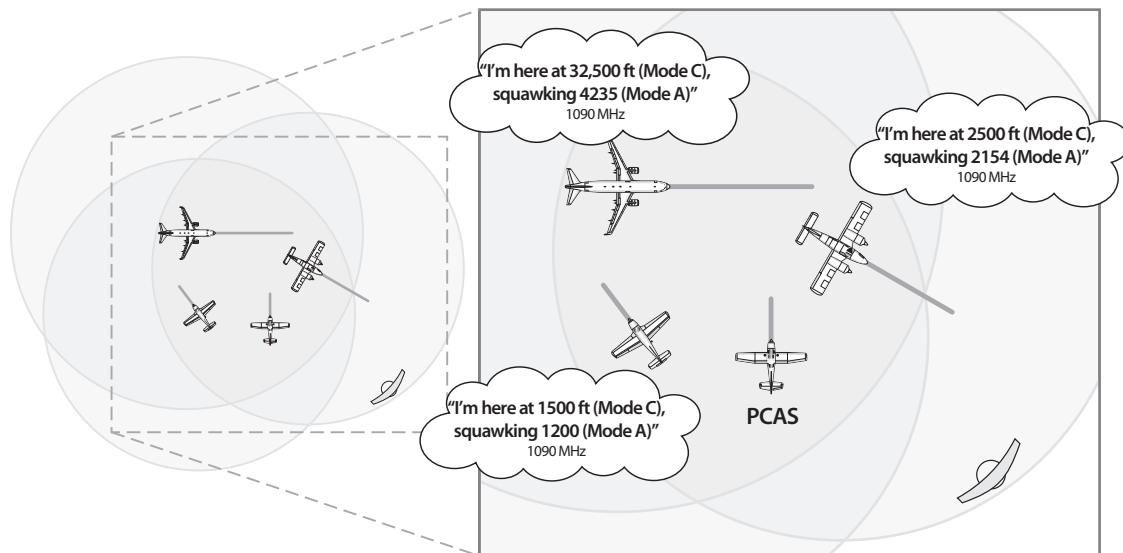 “I’m here at 32,500 ft (Mode C),
squawking 4235 (Mode A)”
1090 MHz
“I’m here at 2500 ft (Mode C),
squawking 2154 (Mode A)”
1090 MHz
“I’m here at 1500 ft (Mode C),
squawking 1200 (Mode A)”
1090 MHz
PCAS